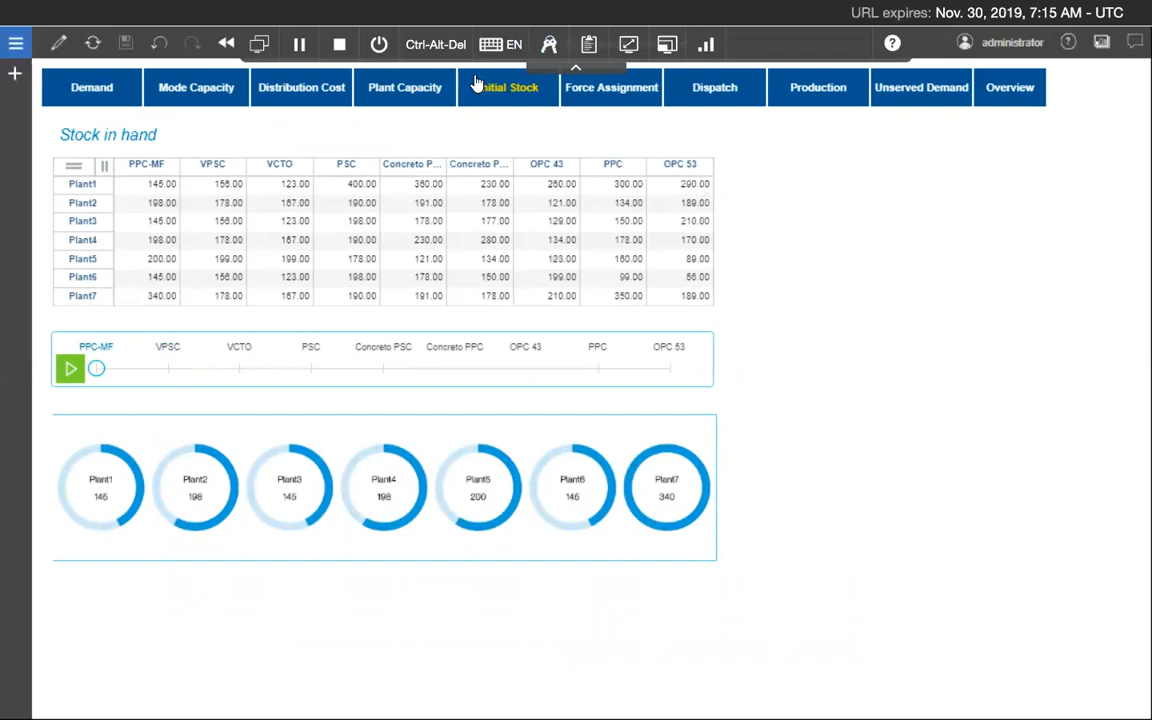 URL expires: Nov. 30, 2019, 7:15 AM - UTC
Ctrl-Alt-Del EN administrator
Demand Mode Capacity Distribution Cost Plant Capacity Initial Stock Force Assignment Dispatch Production Unserved Demand Overview
Stock in hand
PPC-MF VPSC VCTO PSC Concreto P... Concreto P... OPC 43 PPC OPC 53
Plant1 145.00 156.00 123.00 400.00 360.00 230.00 260.00 300.00 290.00
Plant2 198.00 178.00 167.00 190.00 191.00 178.00 121.00 134.00 189.00
Plant3 145.00 156.00 123.00 198.00 178.00 177.00 129.00 150.00 210.00
Plant4 198.00 178.00 167.00 190.00 230.00 280.00 134.00 178.00 170.00
Plant5 200.00 199.00 199.00 178.00 121.00 134.00 123.00 160.00 89.00
Plant6 145.00 156.00 123.00 198.00 178.00 150.00 199.00 99.00 56.00
Plant7 340.00 178.00 167.00 190.00 191.00 178.00 210.00 350.00 189.00
PPC-MF VPSC VCTO PSC Concreto PSC Concreto PPC OPC 43 PPC OPC 53
Plant1 Plant2 Plant3 Plant4 Plant5 Plant6 Plant7
145 198 145 198 200 145 340